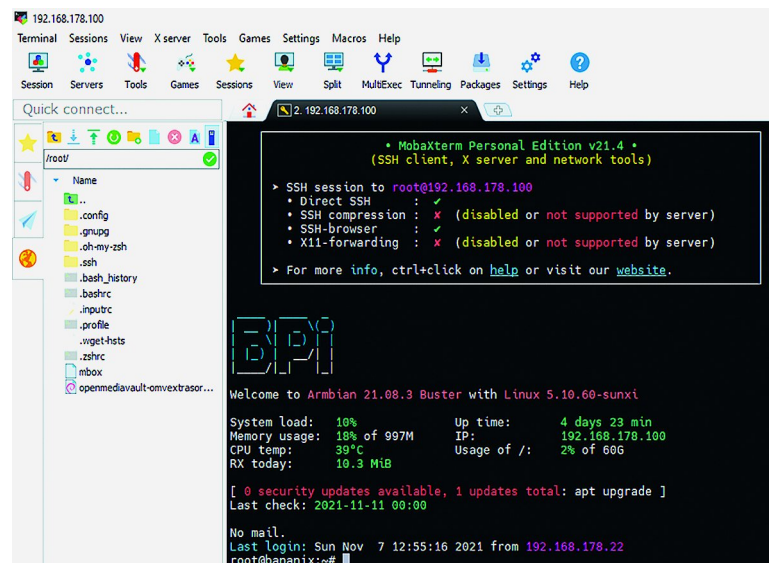 192.168.178.100
Terminal Sessions View X server Tools Games Settings Macros Help
Session Servers Tools Games Sessions View Split MultiExec Tunneling Packages Settings Help
Quick connect...
2. 192.168.178.100
/root/
Name
..
.config
.gnupg
.oh-my-zsh
.ssh
.bash_history
.bashrc
.inputrc
.profile
.wget-hsts
.zshrc
mbox
openmediavault-omvextrasor...
• MobaXterm Personal Edition v21.4 •
(SSH client, X server and network tools)
➤ SSH session to root@192.168.178.100
• Direct SSH : ✔
• SSH compression : ✘ (disabled or not supported by server)
• SSH-browser : ✔
• X11-forwarding : ✘ (disabled or not supported by server)
➤ For more info, ctrl+click on help or visit our website.
BPi
Welcome to Armbian 21.08.3 Buster with Linux 5.10.60-sunxi
System load: 10% Up time: 4 days 23 min
Memory usage: 18% of 997M IP: 192.168.178.100
CPU temp: 39°C Usage of /: 2% of 60G
RX today: 10.3 MiB
[ 0 security updates available, 1 updates total: apt upgrade ]
Last check: 2021-11-11 00:00
No mail.
Last login: Sun Nov 7 12:55:16 2021 from 192.168.178.22
root@bananix:~#